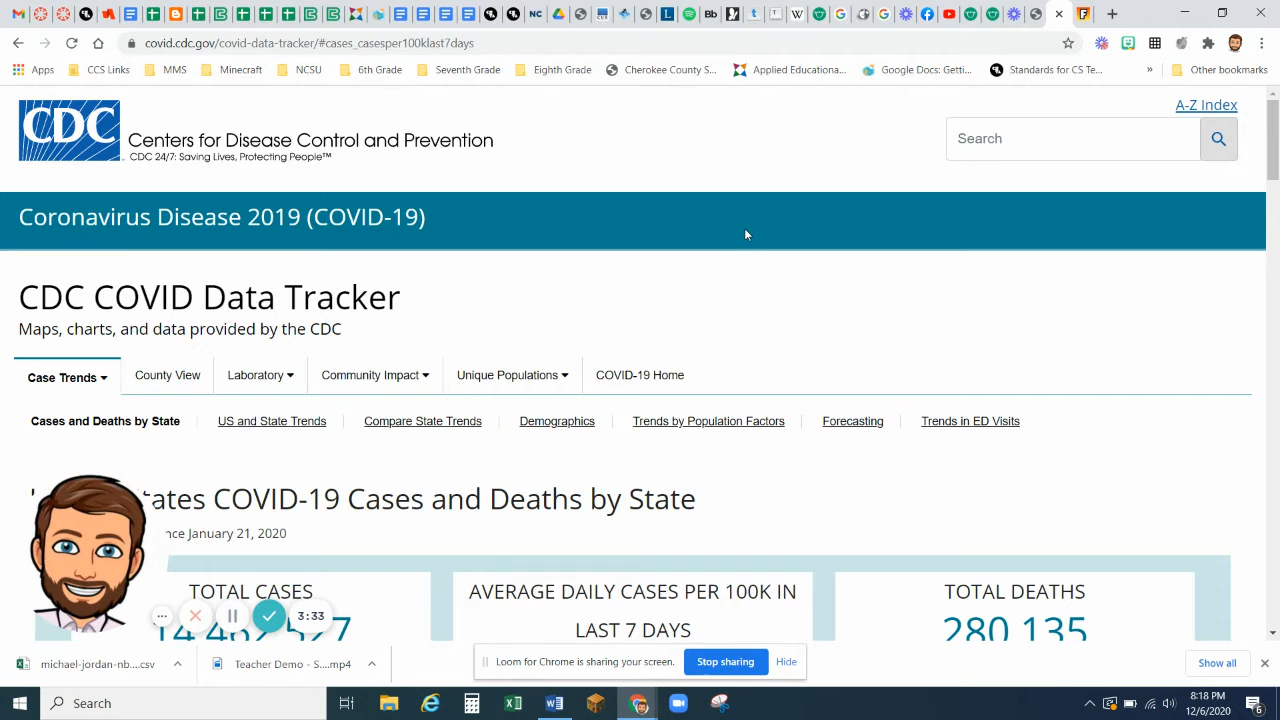 covid.cdc.gov/covid-data-tracker/#cases_casesper100klast7days
Apps CCS Links MMS Minecraft NCSU 6th Grade Seventh Grade Eighth Grade Cherokee County S... Applied Educationa... Google Docs: Getti... Standards for CS Te... » Other bookmarks
A-Z Index
CDC
Centers for Disease Control and Prevention
CDC 24/7: Saving Lives, Protecting People™
Search
Coronavirus Disease 2019 (COVID-19)
CDC COVID Data Tracker
Maps, charts, and data provided by the CDC
Case Trends County View Laboratory Community Impact Unique Populations COVID-19 Home
Cases and Deaths by State US and State Trends Compare State Trends Demographics Trends by Population Factors Forecasting Trends in ED Visits
tates COVID-19 Cases and Deaths by State
nce January 21, 2020
TOTAL CASES
AVERAGE DAILY CASES PER 100K IN
LAST 7 DAYS
TOTAL DEATHS
14,462,527
280,135
3:33
michael-jordan-nb....csv
Teacher Demo - S....mp4
Loom for Chrome is sharing your screen. Stop sharing Hide
Show all
Search
8:18 PM
12/6/2020
6